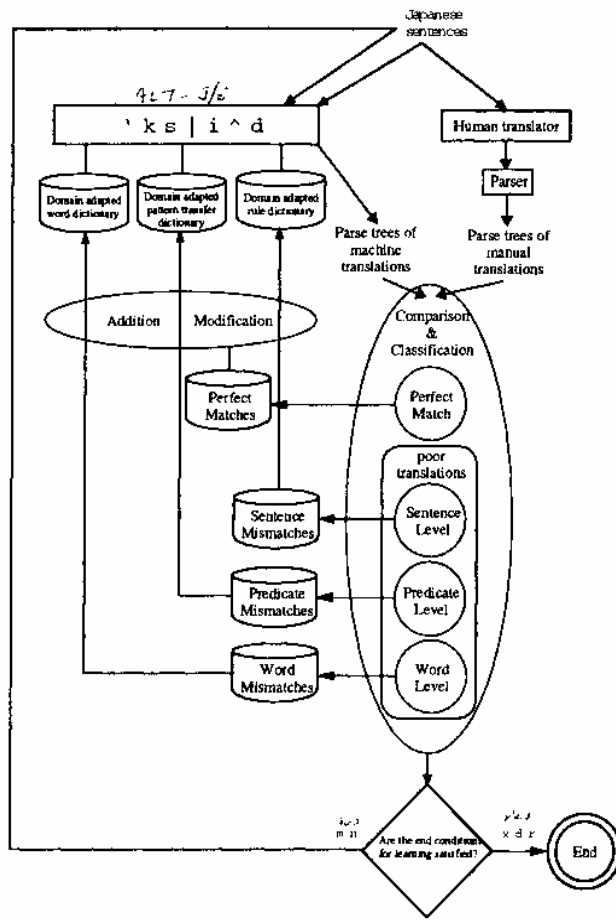 Japanese
sentences
ALT - J/E
` k s | i ^ d
Human translator
Parser
Domain adapted
word dictionary
Domain adapted
pattern transfer
dictionary
Domain adapted
rule dictionary
Parse trees of
machine
translations
Parse trees of
manual
translations
Addition
Modification
Comparison
&
Classification
Perfect
Matches
Perfect
Match
poor
translations
Sentence
Mismatches
Sentence
Level
Predicate
Mismatches
Predicate
Level
Word
Mismatches
Word
Level
m n
x d r
Are the end conditions
for learning satisfied?
End